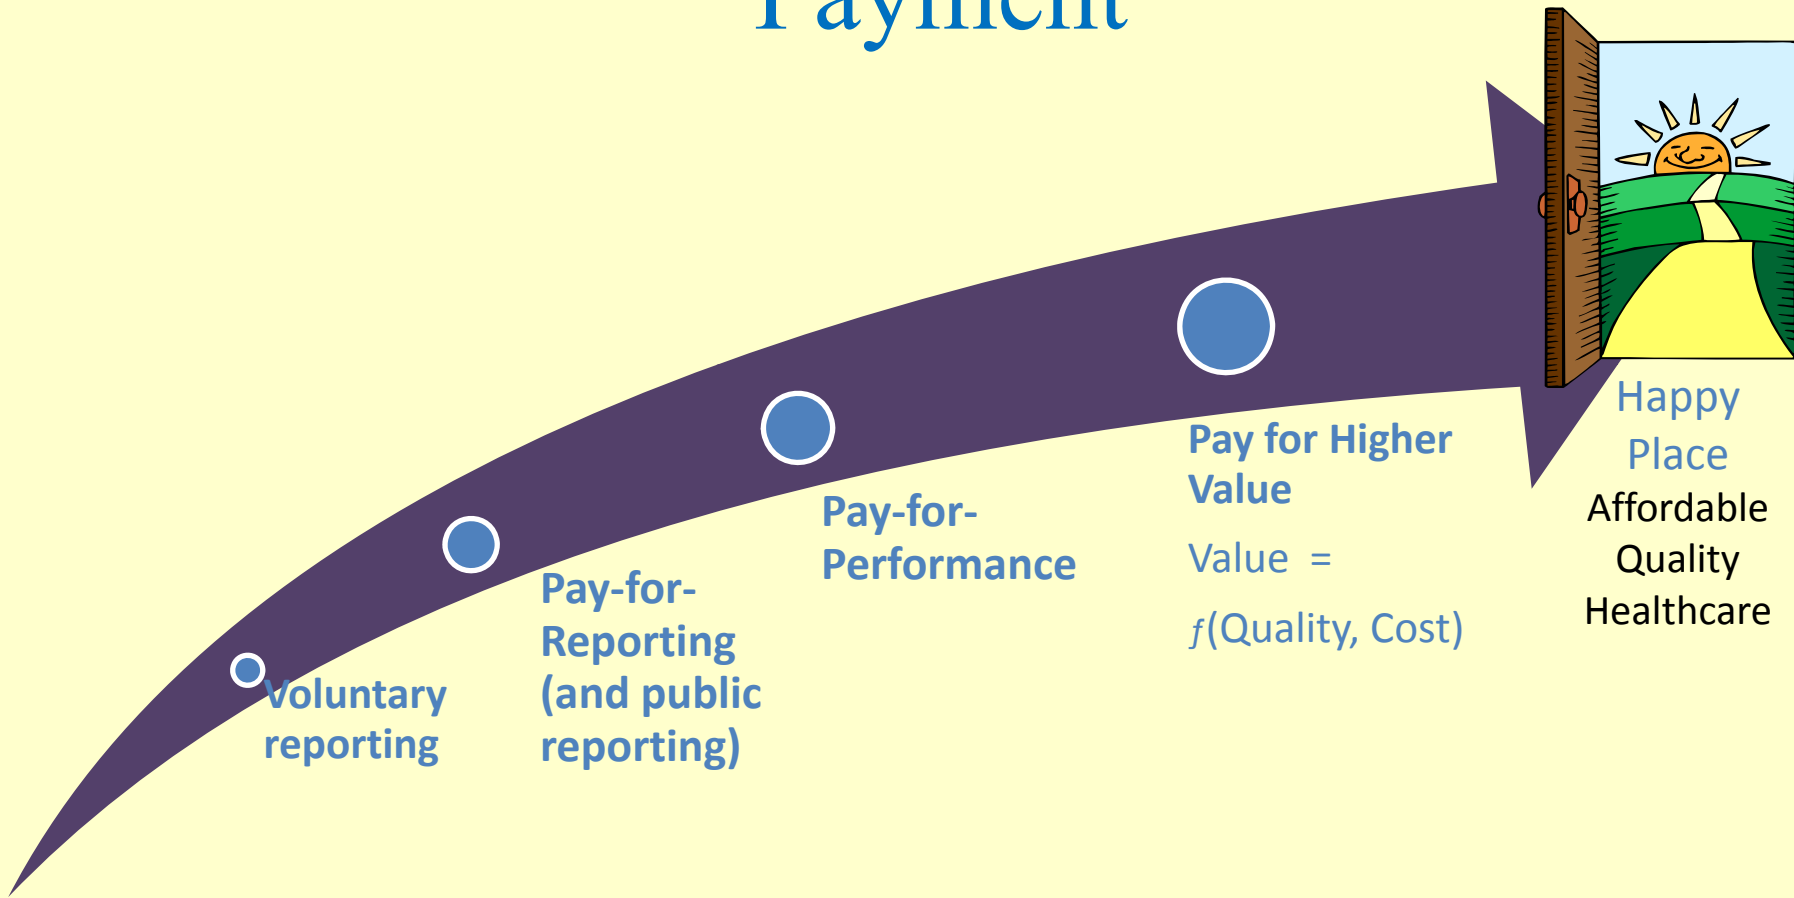 Payment
Voluntary
reporting
Pay-for-
Reporting
(and public
reporting)
Pay-for-
Performance
Pay for Higher
Value
Value =
ƒ(Quality, Cost)
Happy
Place
Affordable
Quality
Healthcare